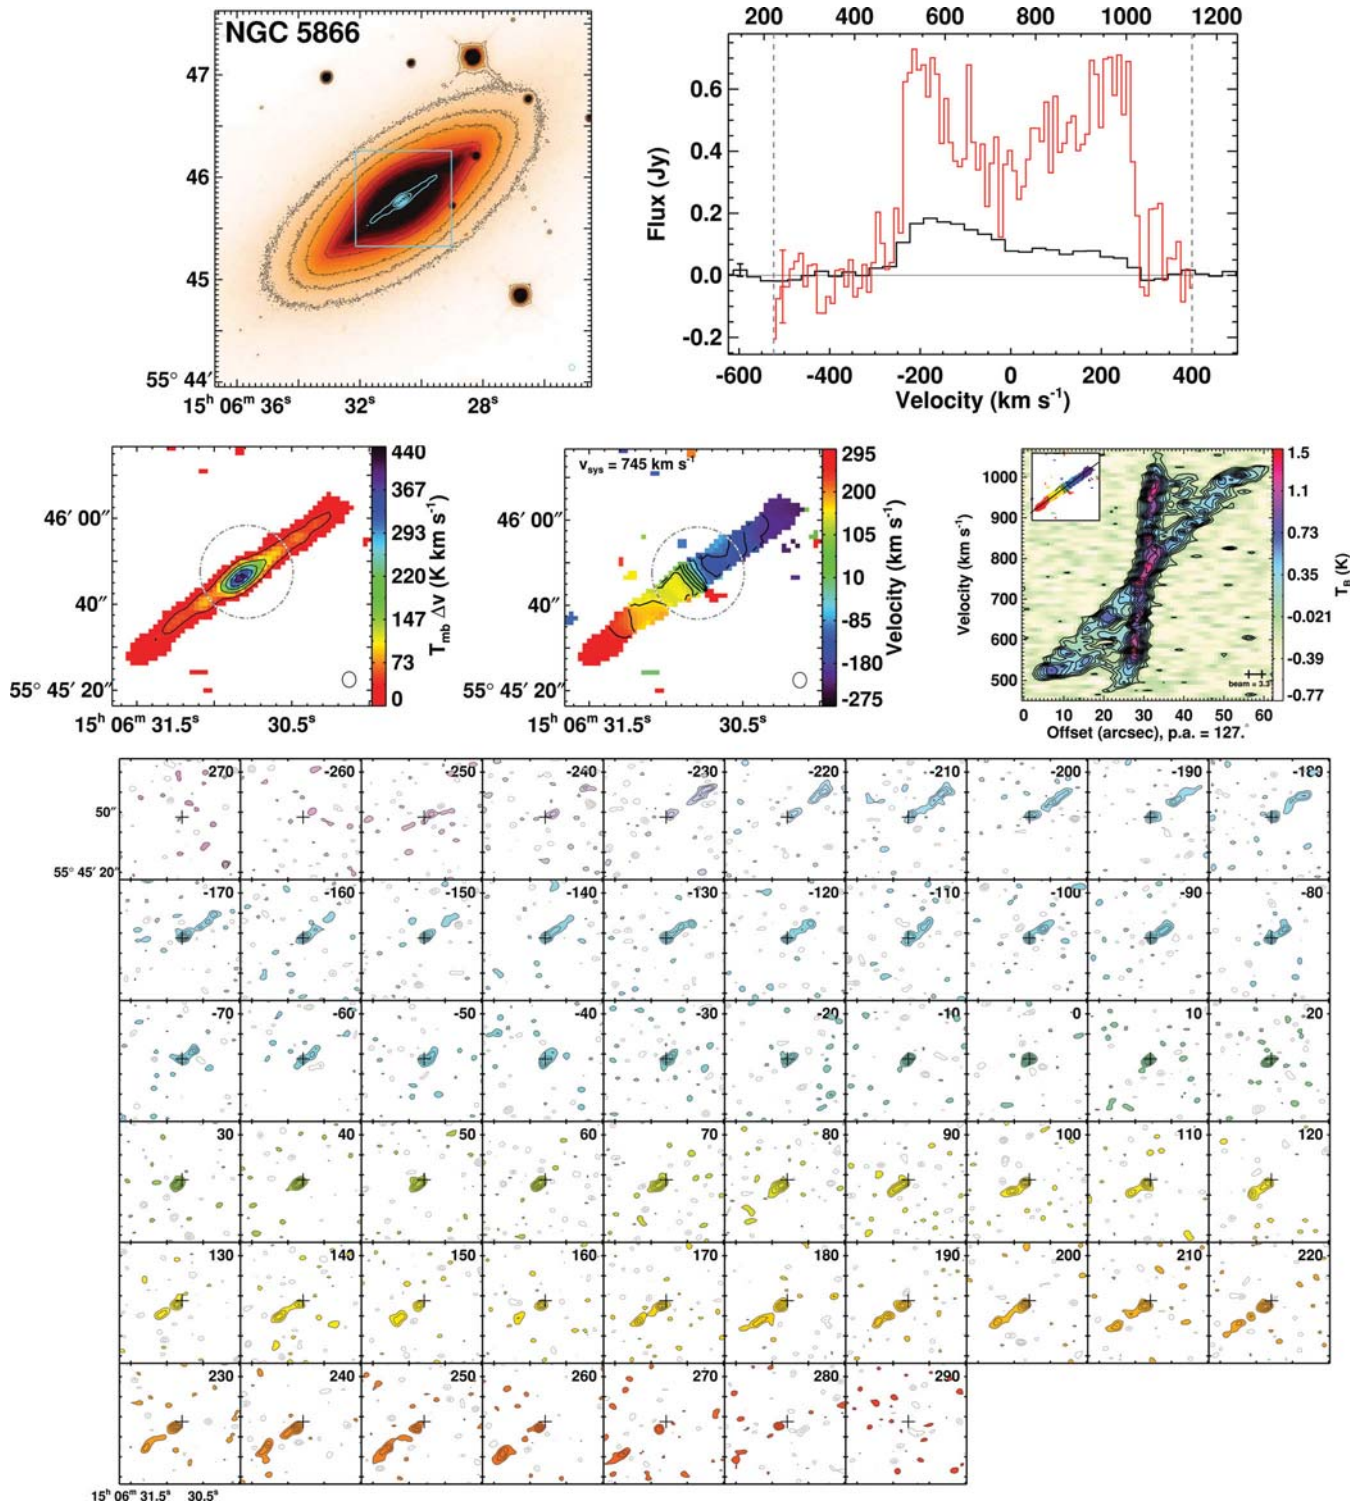 NGC 5866
47
46
45
55° 44′
15ʰ 06ᵐ 36ˢ 32ˢ 28ˢ
200 400 600 800 1000 1200
0.6
0.4
0.2
0.0
-0.2
Flux (Jy)
-600 -400 -200 0 200 400
Velocity (km s⁻¹)
46′ 00″
40″
55° 45′ 20″
15ʰ 06ᵐ 31.5ˢ 30.5ˢ
440
367
293
220
147
73
0
T_mb Δv (K km s⁻¹)
v_sys = 745 km s⁻¹
46′ 00″
40″
55° 45′ 20″
15ʰ 06ᵐ 31.5ˢ 30.5ˢ
295
200
105
10
-85
-180
-275
Velocity (km s⁻¹)
1000
900
800
700
600
500
Velocity (km s⁻¹)
beam = 3.3″
0 10 20 30 40 50 60
Offset (arcsec), p.a. = 127.°
1.5
1.1
0.73
0.35
-0.021
-0.39
-0.77
T_B (K)
270 -260 -250 -240 -230 -220 -210 -200 -190
50″
55° 45′ 20″
-170 -160 -150 -140 -130 -120 -110 -100 -90 -80
-70 -60 -50 -40 -30 -20 -10 0 10 20
30 40 50 60 70 80 90 100 110 120
130 140 150 160 170 180 190 200 210 220
230 240 250 260 270 280 290
15ʰ 06ᵐ 31.5ˢ 30.5ˢ